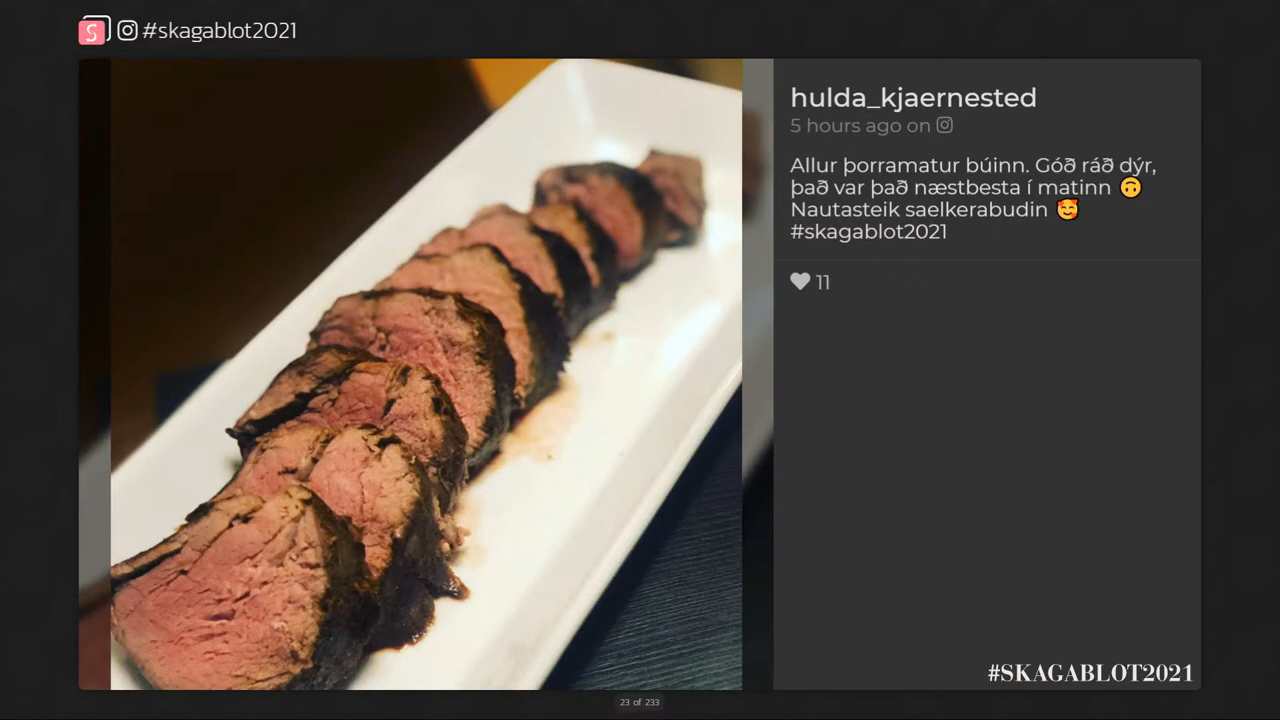 #skagablot2021
hulda_kjaernested
5 hours ago on
Allur þorramatur búinn. Góð ráð dýr,
það var það næstbesta í matinn 🙃
Nautasteik saelkerabudin 🥰
#skagablot2021
11
#SKAGABLOT2021
23 of 233